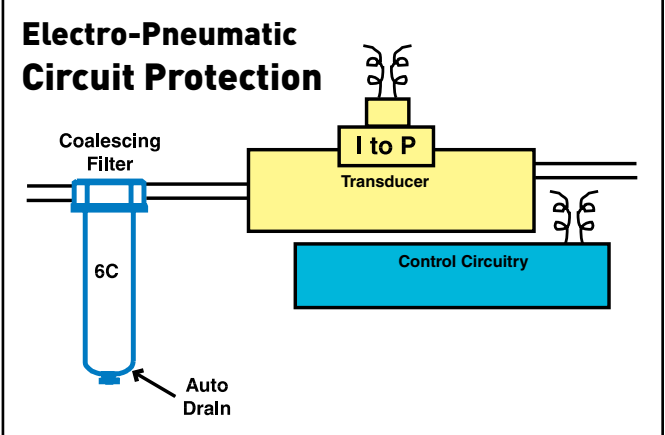 Electro-Pneumatic
Circuit Protection
Coalescing
Filter
I to P
Transducer
Control Circuitry
6C
Auto
DraIn